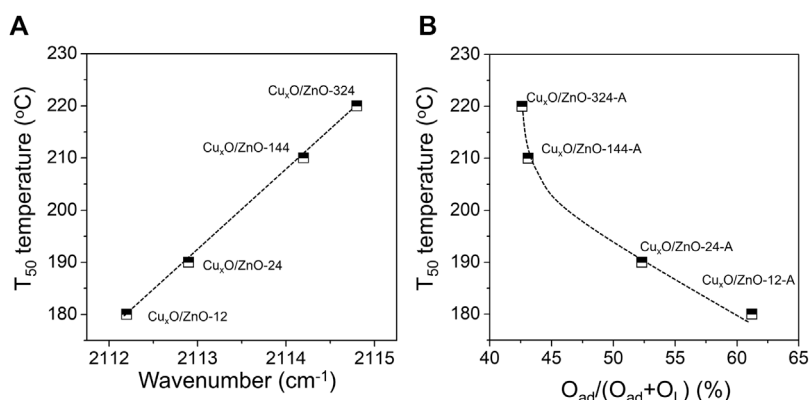 A
T50 temperature (°C)
230
220
210
200
190
180
CuxO/ZnO-324
CuxO/ZnO-144
CuxO/ZnO-24
CuxO/ZnO-12
2112 2113 2114 2115
Wavenumber (cm-1)
B
T50 temperature (°C)
230
220
210
200
190
180
CuxO/ZnO-324-A
CuxO/ZnO-144-A
CuxO/ZnO-24-A
CuxO/ZnO-12-A
40 45 50 55 60 65
Oad/(Oad+OL) (%)